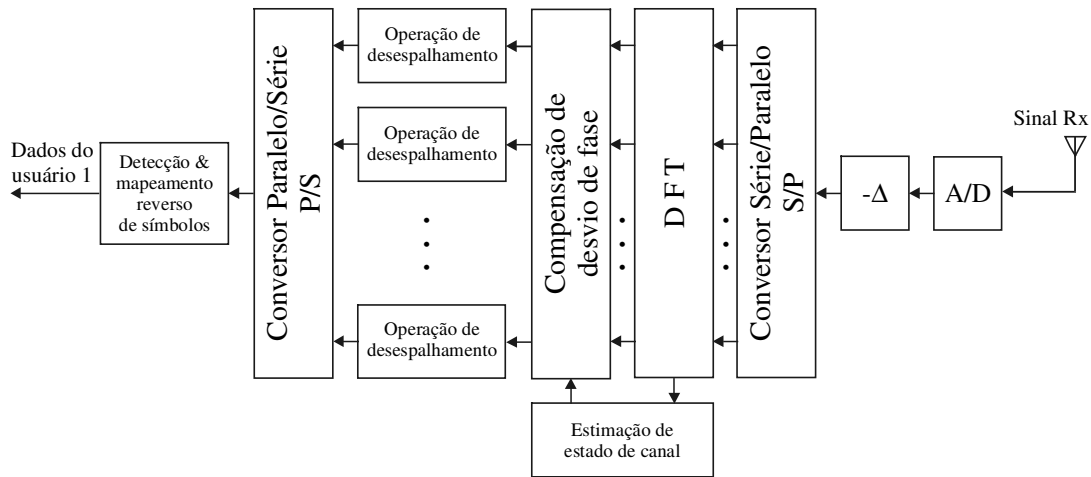 Dados do
usuário 1
Detecção &
mapeamento
reverso
de símbolos
Conversor Paralelo/Série
P/S
Operação de
desespalhamento
Operação de
desespalhamento
Operação de
desespalhamento
Compensação de
desvio de fase
D F T
Conversor Série/Paralelo
S/P
-Δ
A/D
Sinal Rx
Estimação de
estado de canal